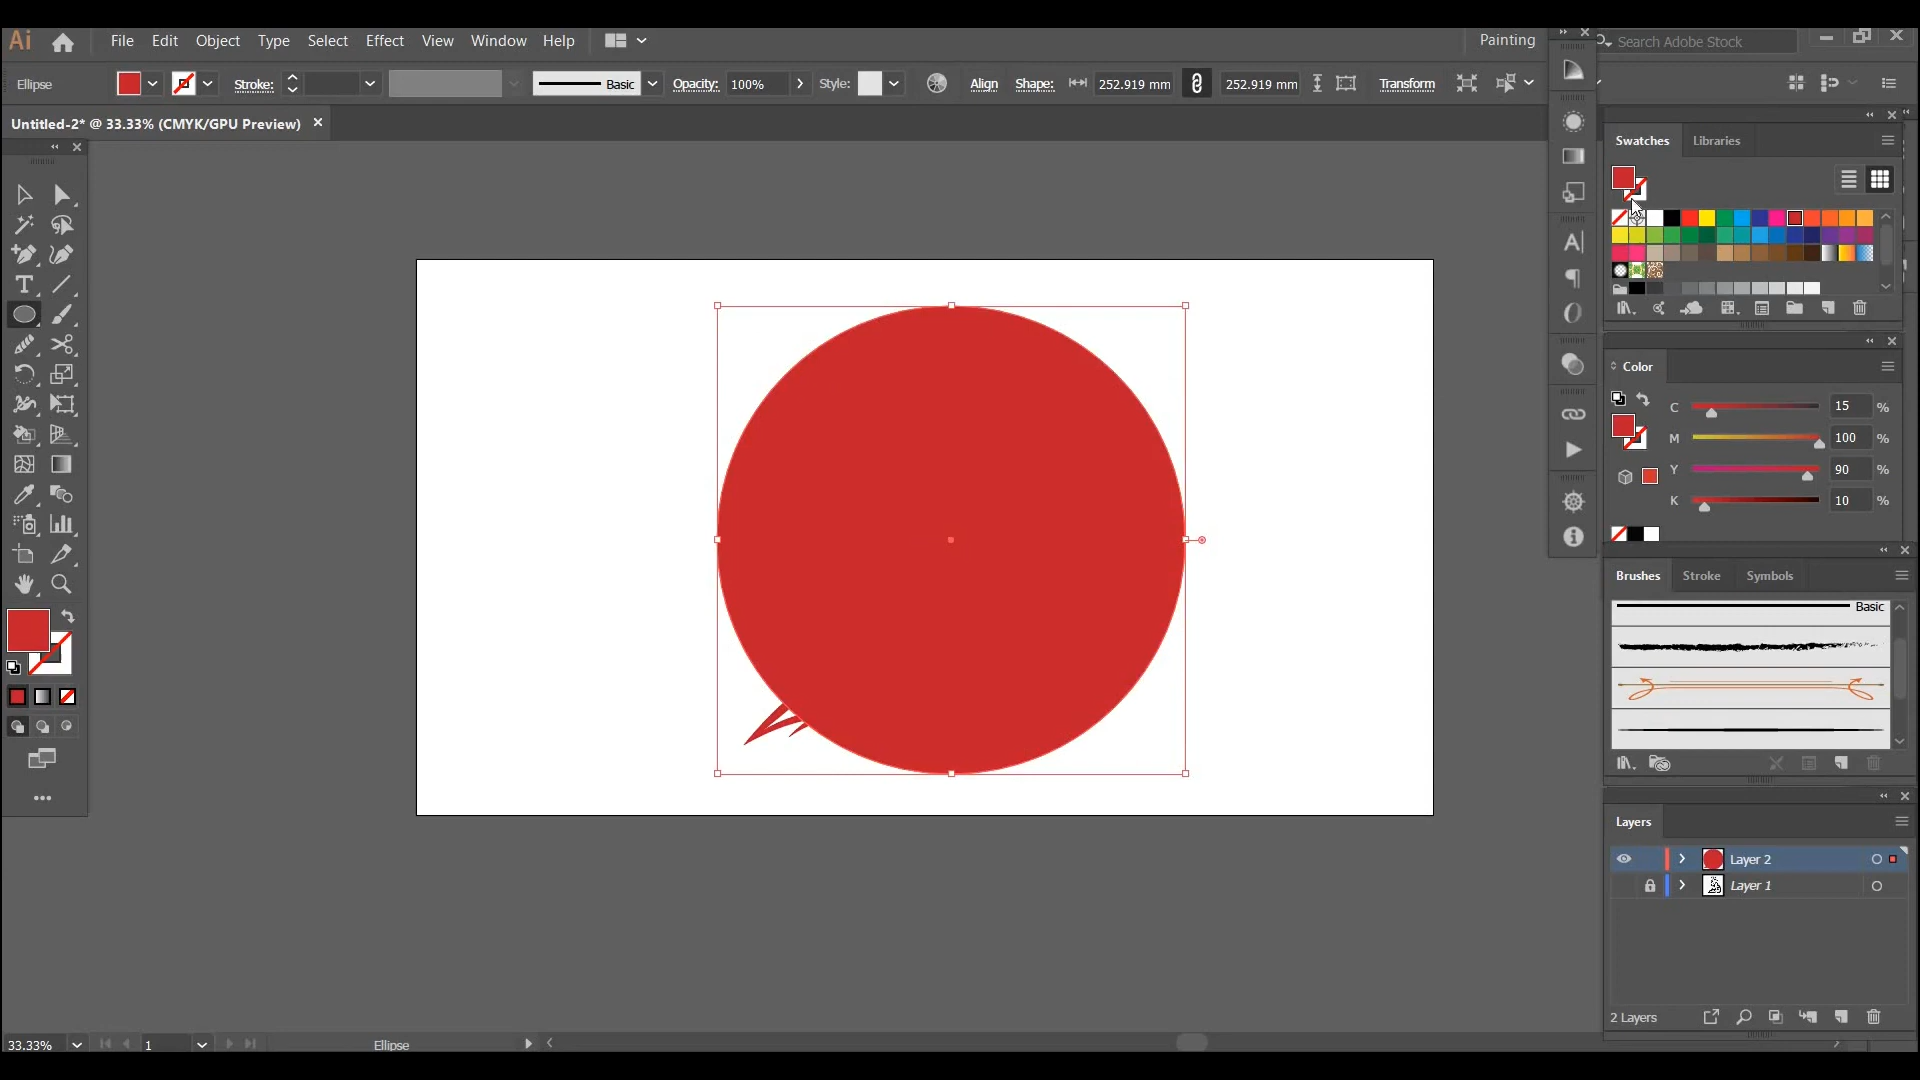 Ai File Edit Object Type Select Effect View Window Help Painting Search Adobe Stock
Ellipse Stroke: Basic Opacity: 100% Style: Align Shape: 252.919 mm 252.919 mm Transform
Untitled-2* @ 33.33% (CMYK/GPU Preview)
Swatches Libraries
Color
C 15 %
M 100 %
Y 90 %
K 10 %
Brushes Stroke Symbols
Basic
Layers
Layer 2
Layer 1
2 Layers
33.33% 1 Ellipse